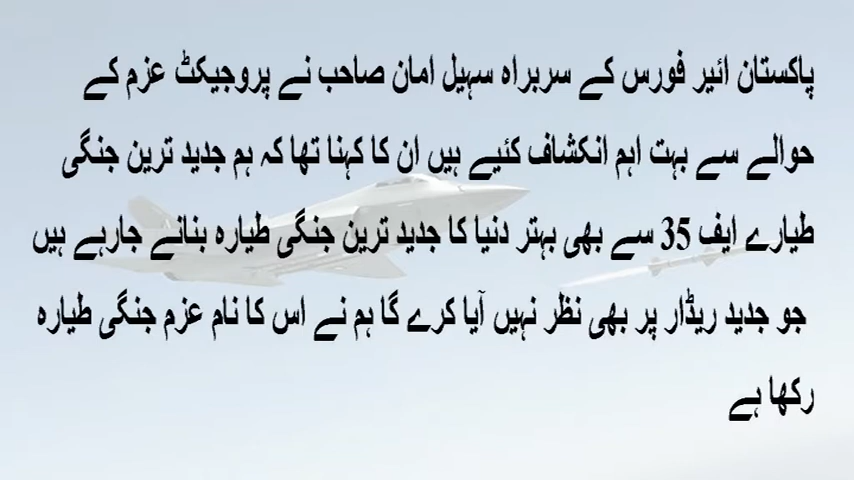 پاکستان ائیر فورس کے سربراہ سہیل امان صاحب نے پروجیکٹ عزم کے
حوالے سے بہت اہم انکشاف کئیے ہیں ان کا کہنا تھا کہ ہم جدید ترین جنگی
طیارے ایف 35 سے بھی بہتر دنیا کا جدید ترین جنگی طیارہ بنانے جارہے ہیں
جو جدید ریڈار پر بھی نظر نہیں آیا کرے گا ہم نے اس کا نام عزم جنگی طیارہ
رکھا ہے